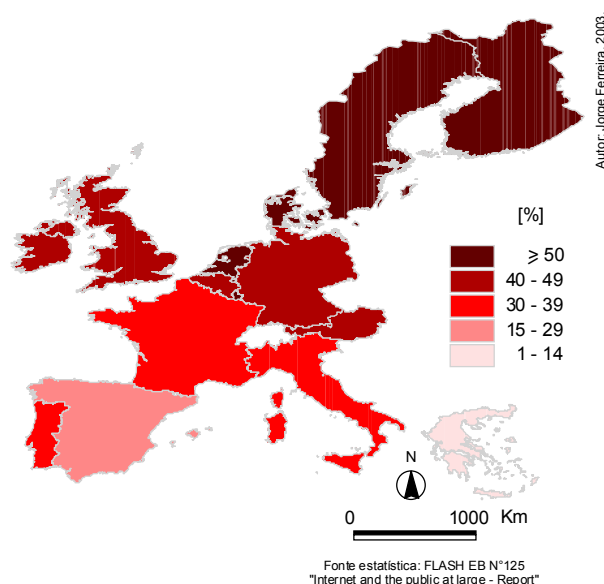 Autor: Jorge Ferreira, 2003.
[%]
⩾ 50
40 - 49
30 - 39
15 - 29
1 - 14
N
0 1000 Km
Fonte estatística: FLASH EB N°125
"Internet and the public at large - Report"